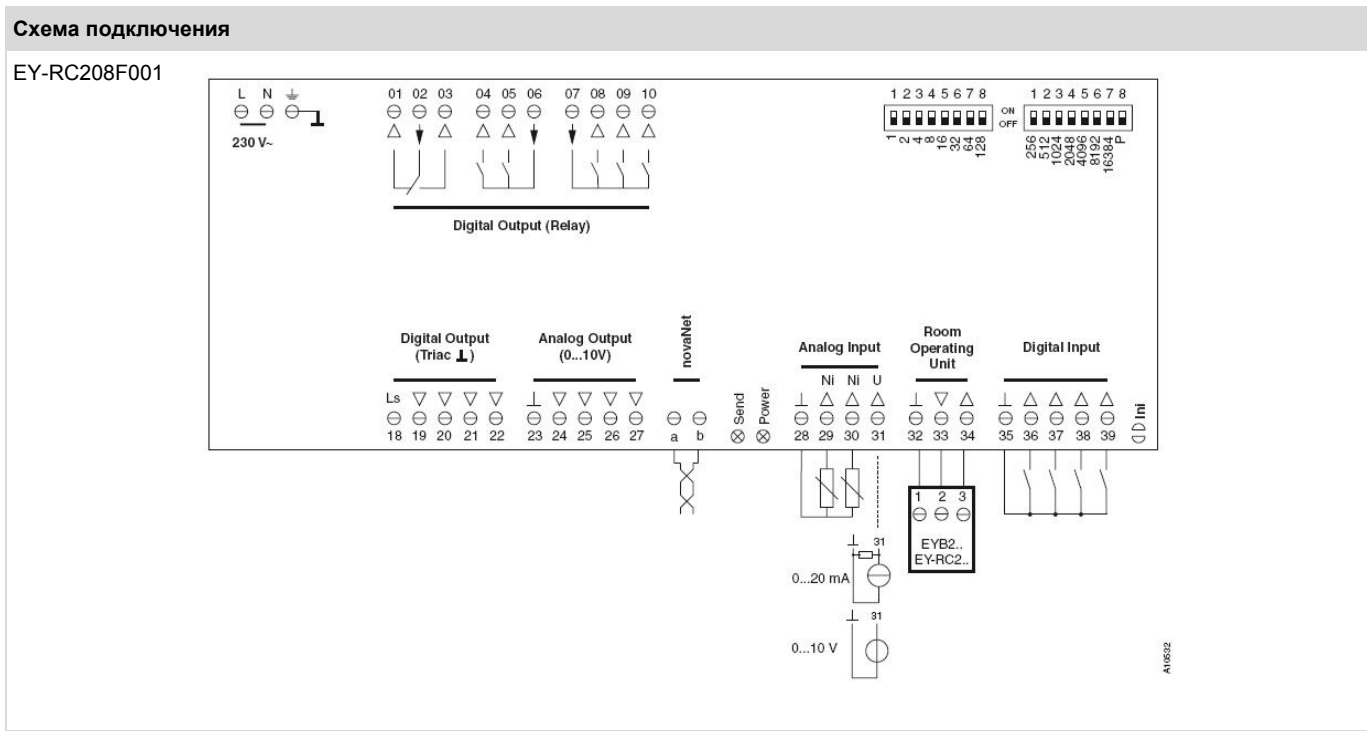 Схема подключения
EY-RC208F001
L N
230 V~
01 02 03 04 05 06 07 08 09 10
Digital Output (Relay)
1 2 3 4 5 6 7 8
ON
OFF
1 2 4 8 16 32 64 128
1 2 3 4 5 6 7 8
256 512 1024 2048 4096 8192 16384 P
Digital Output
(Triac ⊥)
Ls
18 19 20 21 22
Analog Output
(0...10V)
23 24 25 26 27
novaNet
a b
Send
Power
Analog Input
Ni Ni U
28 29 30 31
Room
Operating
Unit
32 33 34
Digital Input
35 36 37 38 39
Ini
1 2 3
EYB2..
EY-RC2..
31
0...20 mA
31
0...10 V
A10532